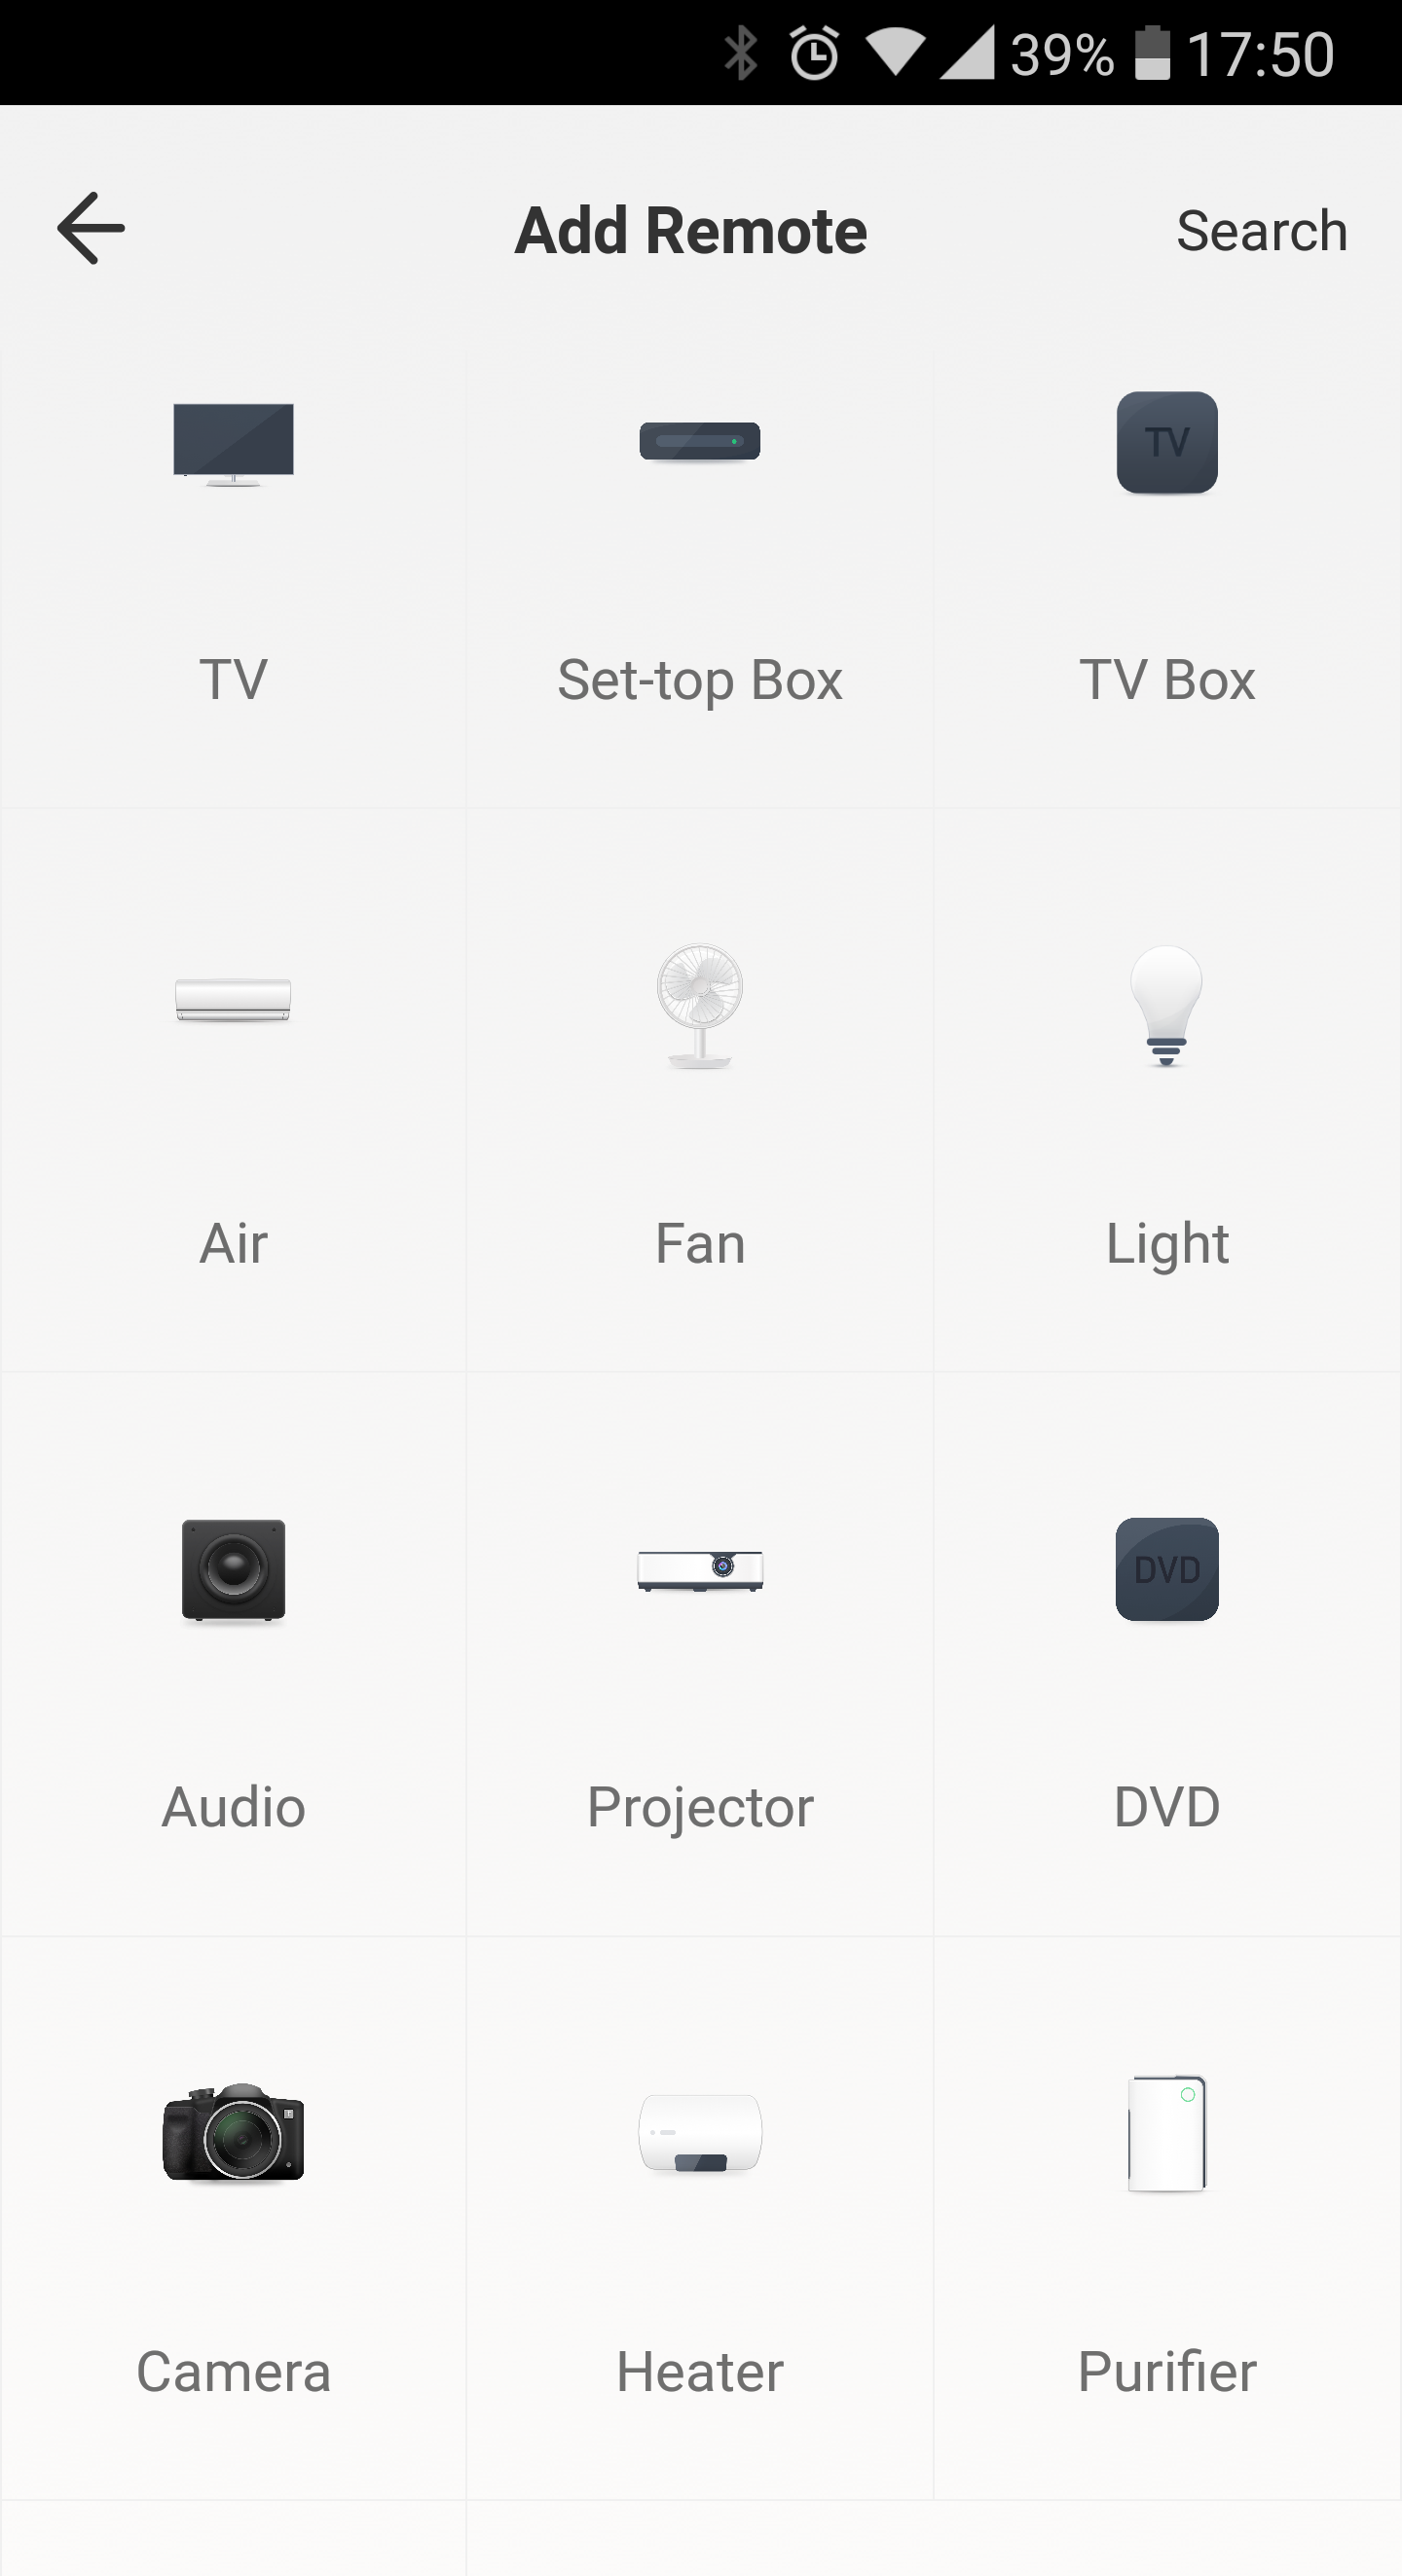 39% 17:50
Add Remote Search
TV
TV Set-top Box TV Box
Air Fan Light
DVD
Audio Projector DVD
Camera Heater Purifier